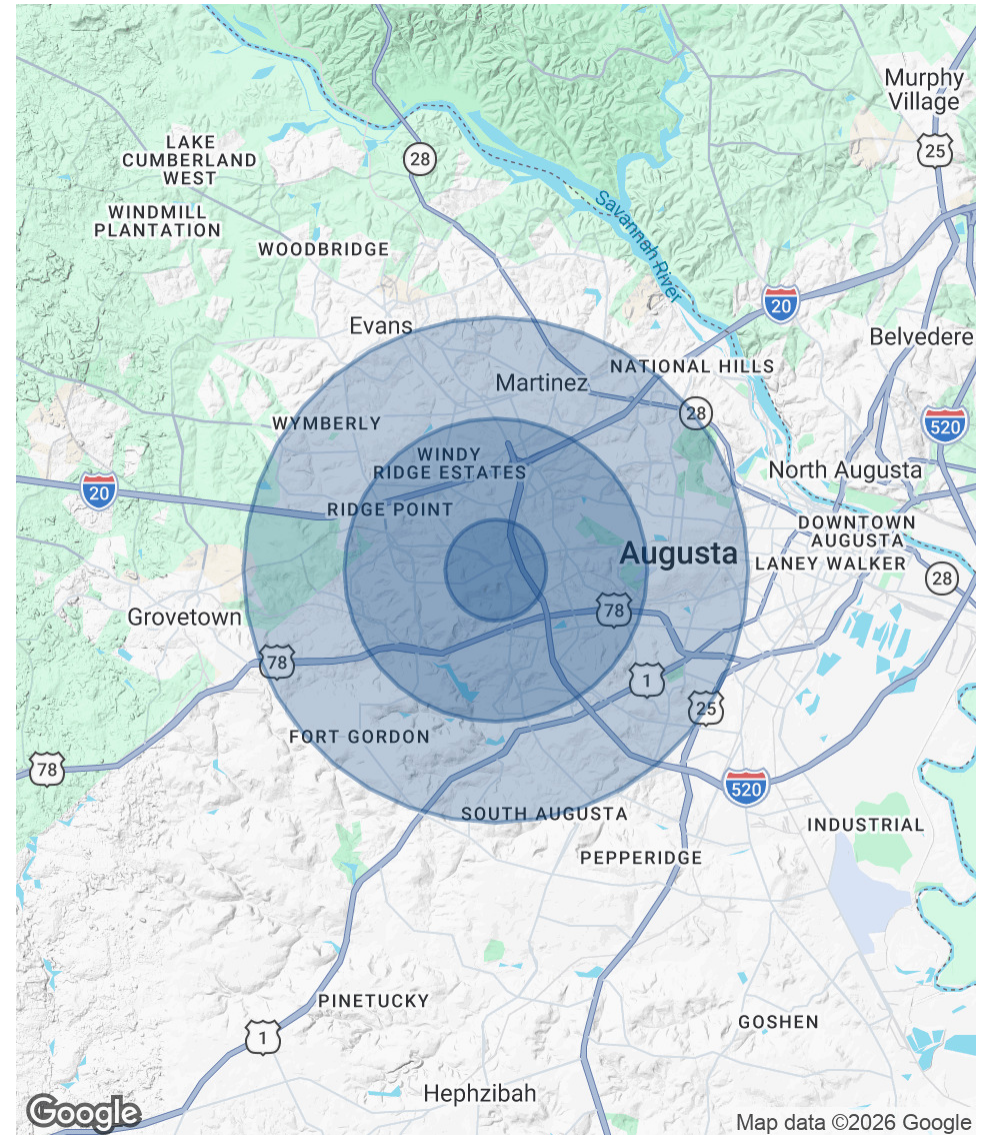 Murphy
Village
25
LAKE
CUMBERLAND
WEST
28
WINDMILL
PLANTATION
WOODBRIDGE
Savannah River
20
Evans
Belvedere
NATIONAL HILLS
Martinez
28
WYMBERLY
520
WINDY
RIDGE ESTATES
North Augusta
20
RIDGE POINT
DOWNTOWN
AUGUSTA
Augusta
LANEY WALKER
28
78
Grovetown
78
1
25
FORT GORDON
78
520
SOUTH AUGUSTA
INDUSTRIAL
PEPPERIDGE
PINETUCKY
GOSHEN
1
Hephzibah
Google
Map data ©2026 Google